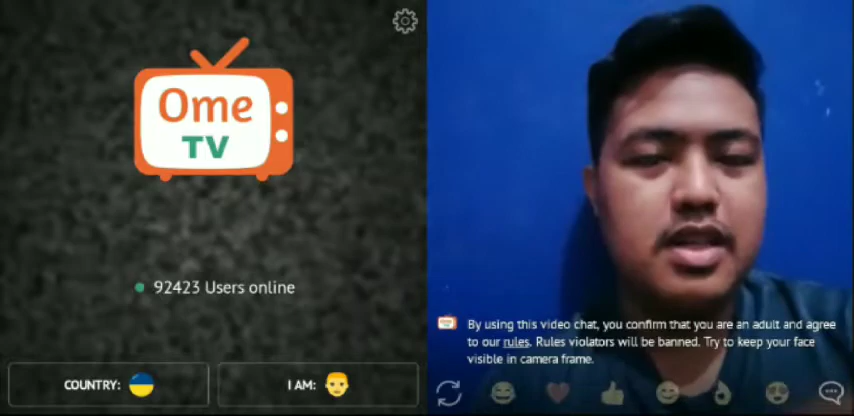 Ome
TV
92423 Users online
COUNTRY:
I AM:
Ome
TV
By using this video chat, you confirm that you are an adult and agree
to our rules. Rules violators will be banned. Try to keep your face
visible in camera frame.